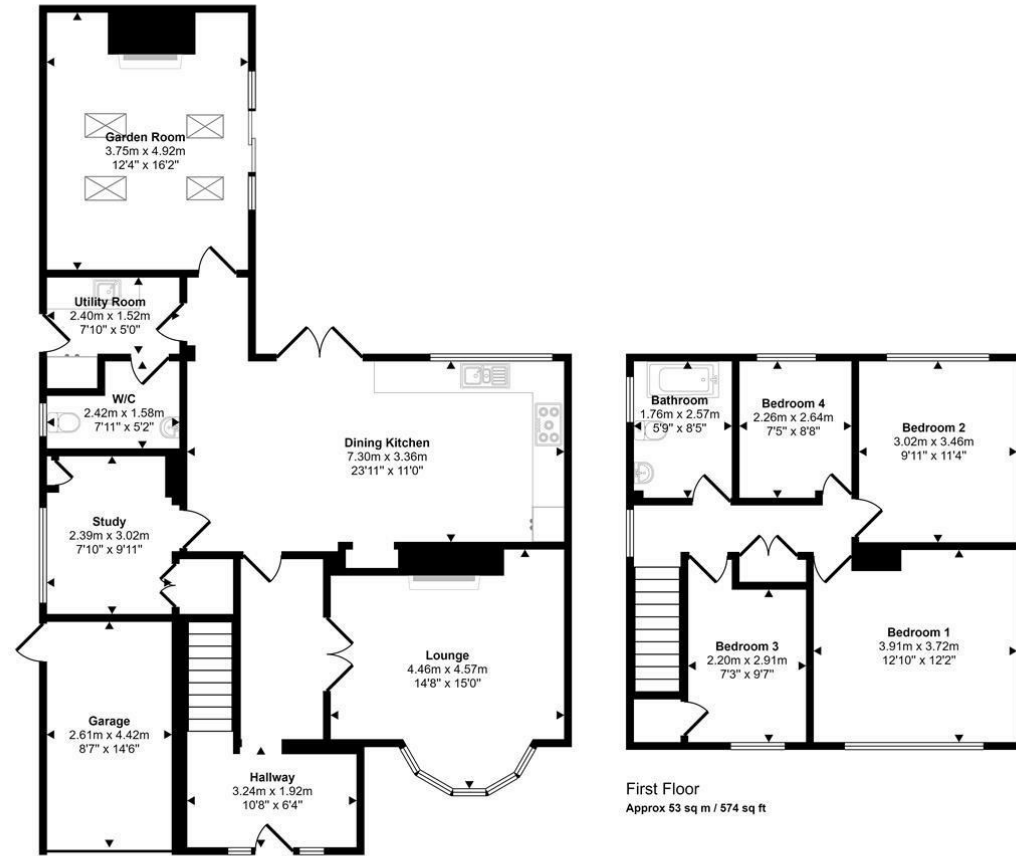 Garden Room
3.75m x 4.92m
12'4" x 16'2"
Utility Room
2.40m x 1.52m
7'10" x 5'0"
W/C
2.42m x 1.58m
7'11" x 5'2"
Dining Kitchen
7.30m x 3.36m
23'11" x 11'0"
Study
2.39m x 3.02m
7'10" x 9'11"
Lounge
4.46m x 4.57m
14'8" x 15'0"
Garage
2.61m x 4.42m
8'7" x 14'6"
Hallway
3.24m x 1.92m
10'8" x 6'4"
Bathroom
1.76m x 2.57m
5'9" x 8'5"
Bedroom 4
2.26m x 2.64m
7'5" x 8'8"
Bedroom 2
3.02m x 3.46m
9'11" x 11'4"
Bedroom 3
2.20m x 2.91m
7'3" x 9'7"
Bedroom 1
3.91m x 3.72m
12'10" x 12'2"
First Floor
Approx 53 sq m / 574 sq ft